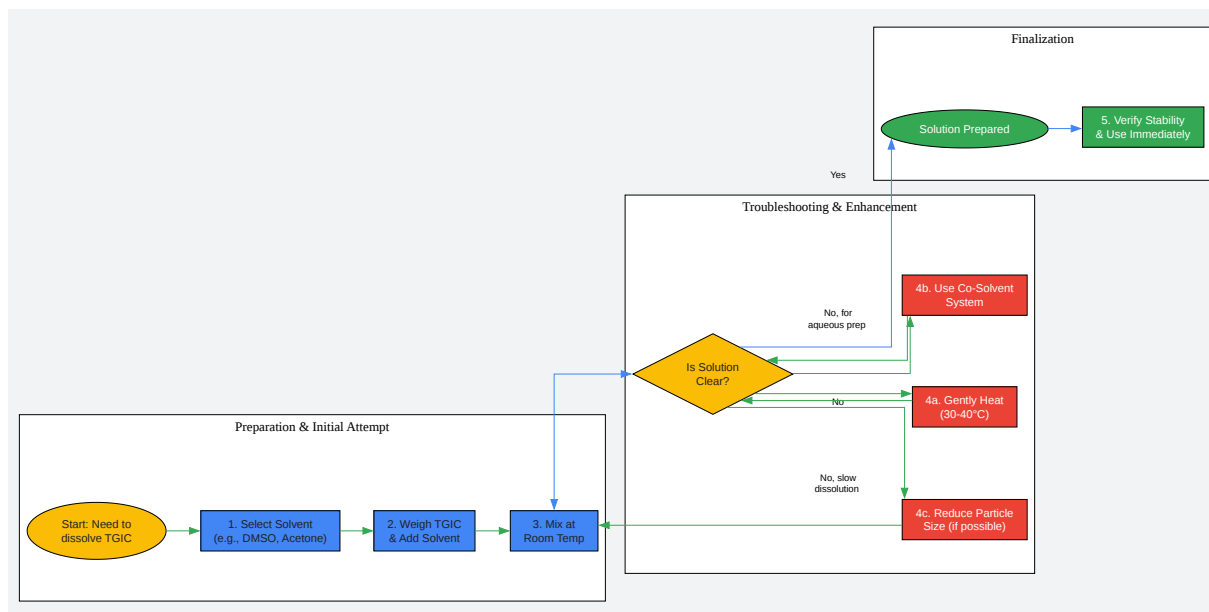 Finalization
Solution Prepared
5. Verify Stability
& Use Immediately
Yes
Troubleshooting & Enhancement
4b. Use Co-Solvent
System
No, for
aqueous prep
Is Solution
Clear?
4a. Gently Heat
(30-40°C)
No
No, slow
dissolution
4c. Reduce Particle
Size (if possible)
Preparation & Initial Attempt
Start: Need to
dissolve TGIC
1. Select Solvent
(e.g., DMSO, Acetone)
2. Weigh TGIC
& Add Solvent
3. Mix at
Room Temp